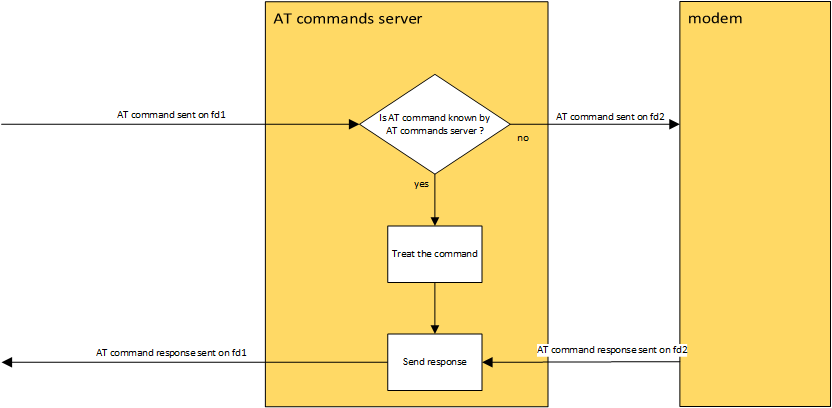 AT commands server
modem
AT command sent on fd1
Is AT command known by
AT commands server ?
AT command sent on fd2
no
yes
Treat the command
AT command response sent on fd1
Send response
AT command response sent on fd2